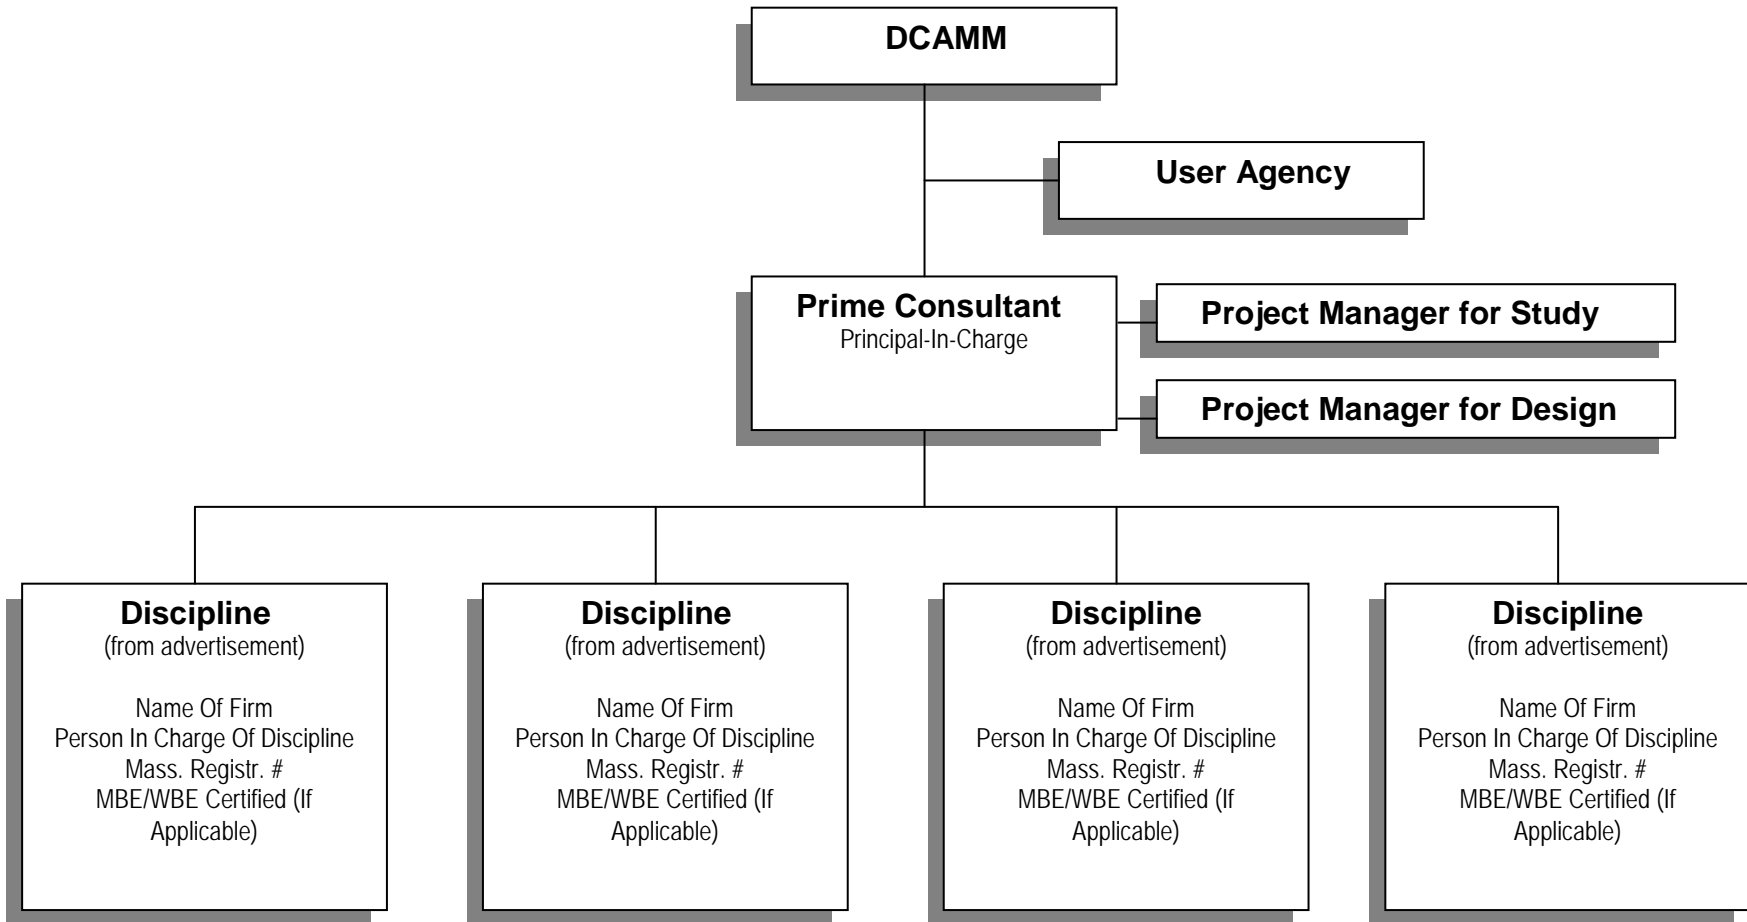 DCAMM
User Agency
Prime Consultant
Principal-In-Charge
Project Manager for Study
Project Manager for Design
Discipline
(from advertisement)
Name Of Firm
Person In Charge Of Discipline
Mass. Registr. #
MBE/WBE Certified (If
Applicable)
Discipline
(from advertisement)
Name Of Firm
Person In Charge Of Discipline
Mass. Registr. #
MBE/WBE Certified (If
Applicable)
Discipline
(from advertisement)
Name Of Firm
Person In Charge Of Discipline
Mass. Registr. #
MBE/WBE Certified (If
Applicable)
Discipline
(from advertisement)
Name Of Firm
Person In Charge Of Discipline
Mass. Registr. #
MBE/WBE Certified (If
Applicable)